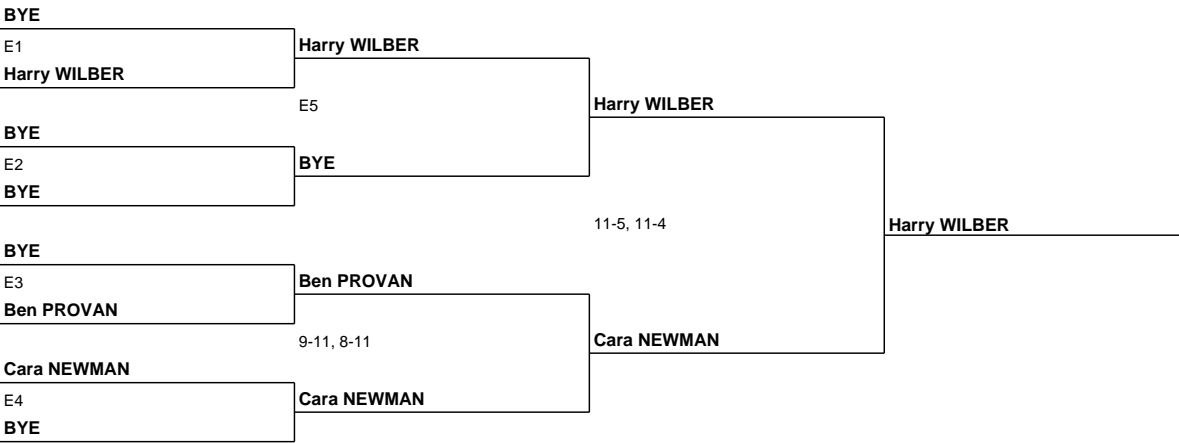 BYE
E1
Harry WILBER
Harry WILBER
E5
Harry WILBER
BYE
E2
BYE
BYE
11-5, 11-4
Harry WILBER
BYE
E3
Ben PROVAN
Ben PROVAN
9-11, 8-11
Cara NEWMAN
Cara NEWMAN
E4
Cara NEWMAN
BYE